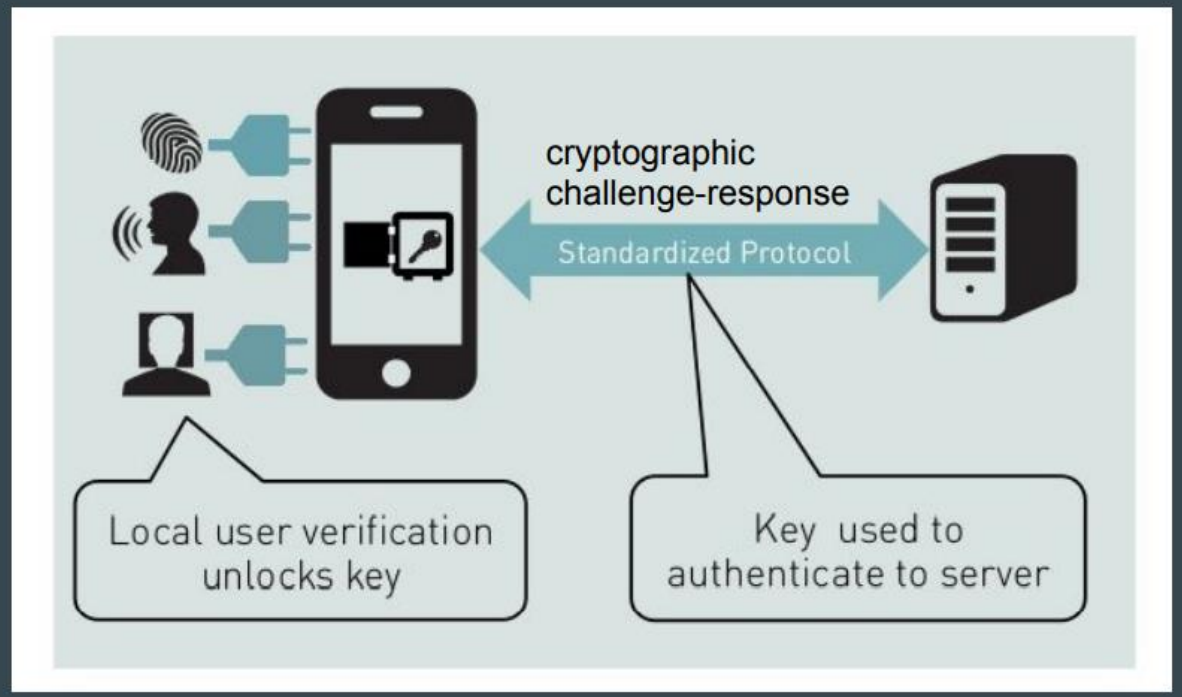 cryptographic
challenge-response
Standardized Protocol
Local user verification
unlocks key
Key used to
authenticate to server